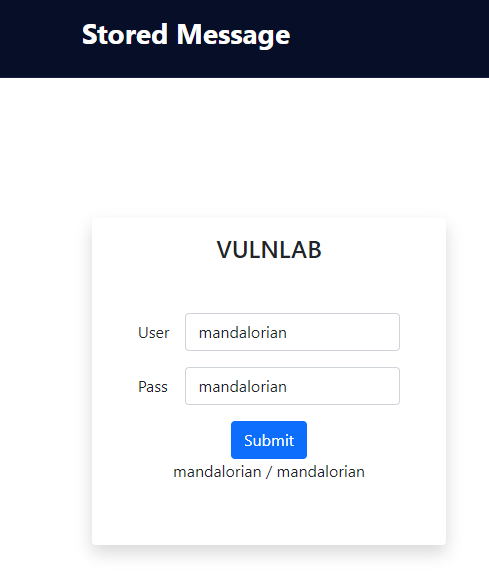 Stored Message
VULNLAB
User mandalorian
Pass mandalorian
Submit
mandalorian / mandalorian